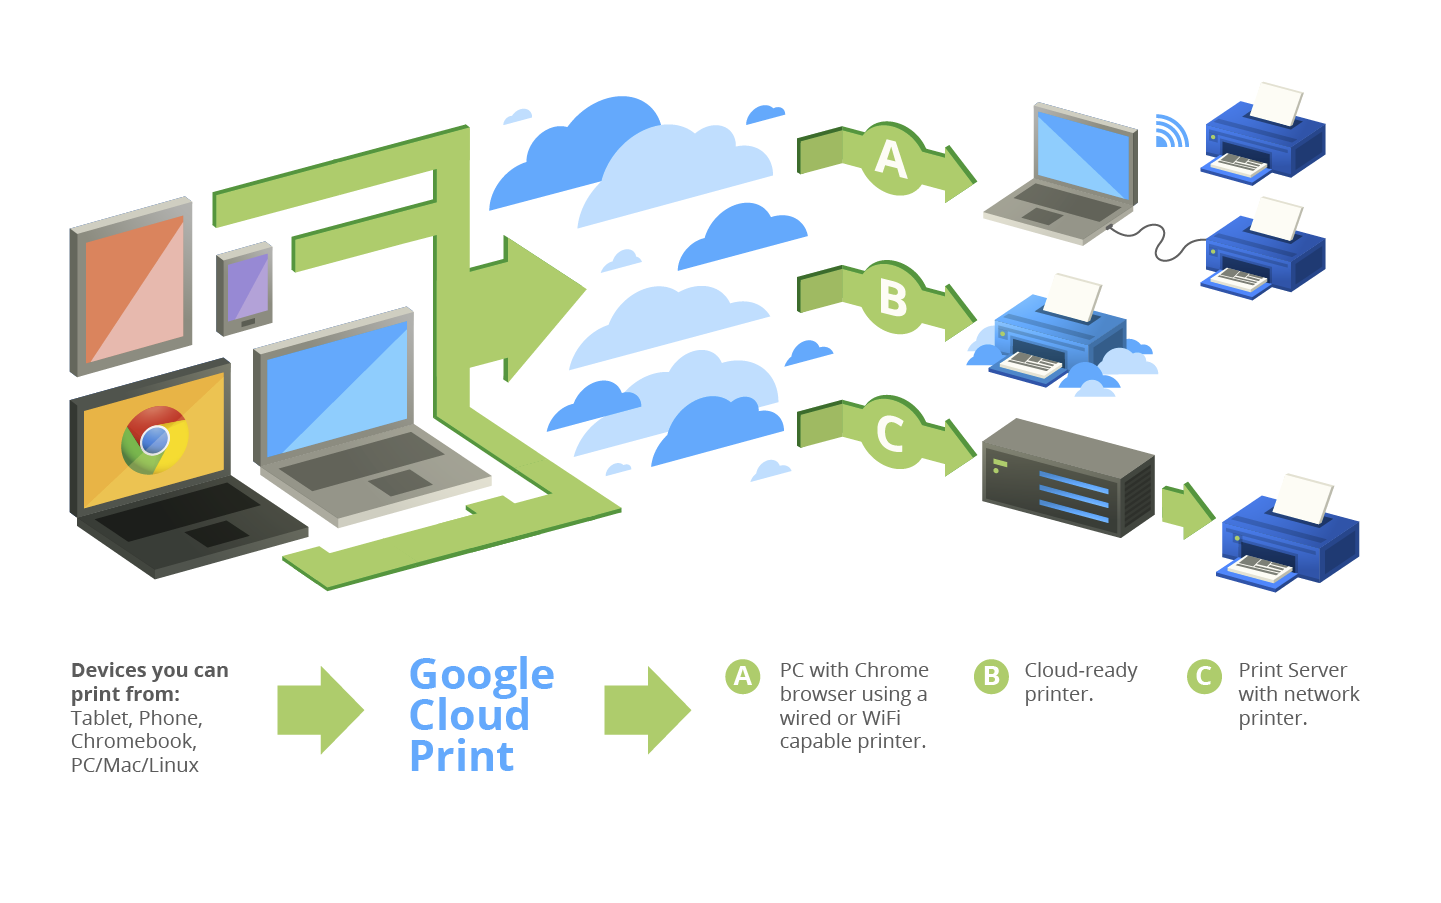 A
B
C
Devices you can
print from:
Tablet, Phone,
Chromebook,
PC/Mac/Linux
Google
Cloud
Print
A
PC with Chrome
browser using a
wired or WiFi
capable printer.
B
Cloud-ready
printer.
C
Print Server
with network
printer.